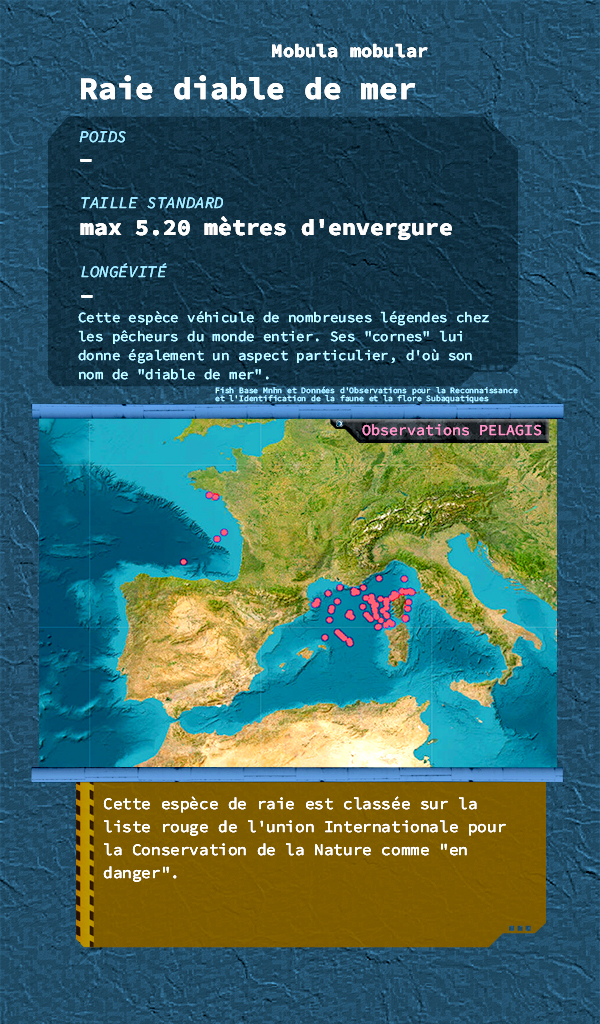 Mobula mobular
Raie diable de mer
POIDS
–
TAILLE STANDARD
max 5.20 mètres d'envergure
LONGÉVITÉ
–
Cette espèce véhicule de nombreuses légendes chez
les pêcheurs du monde entier. Ses "cornes" lui
donne également un aspect particulier, d'où son
nom de "diable de mer".
Fish Base Mnhn et Données d'Observations pour la Reconnaissance
et l'Identification de la faune et la flore Subaquatiques
Observations PELAGIS
Cette espèce de raie est classée sur la
liste rouge de l'union Internationale pour
la Conservation de la Nature comme "en
danger".